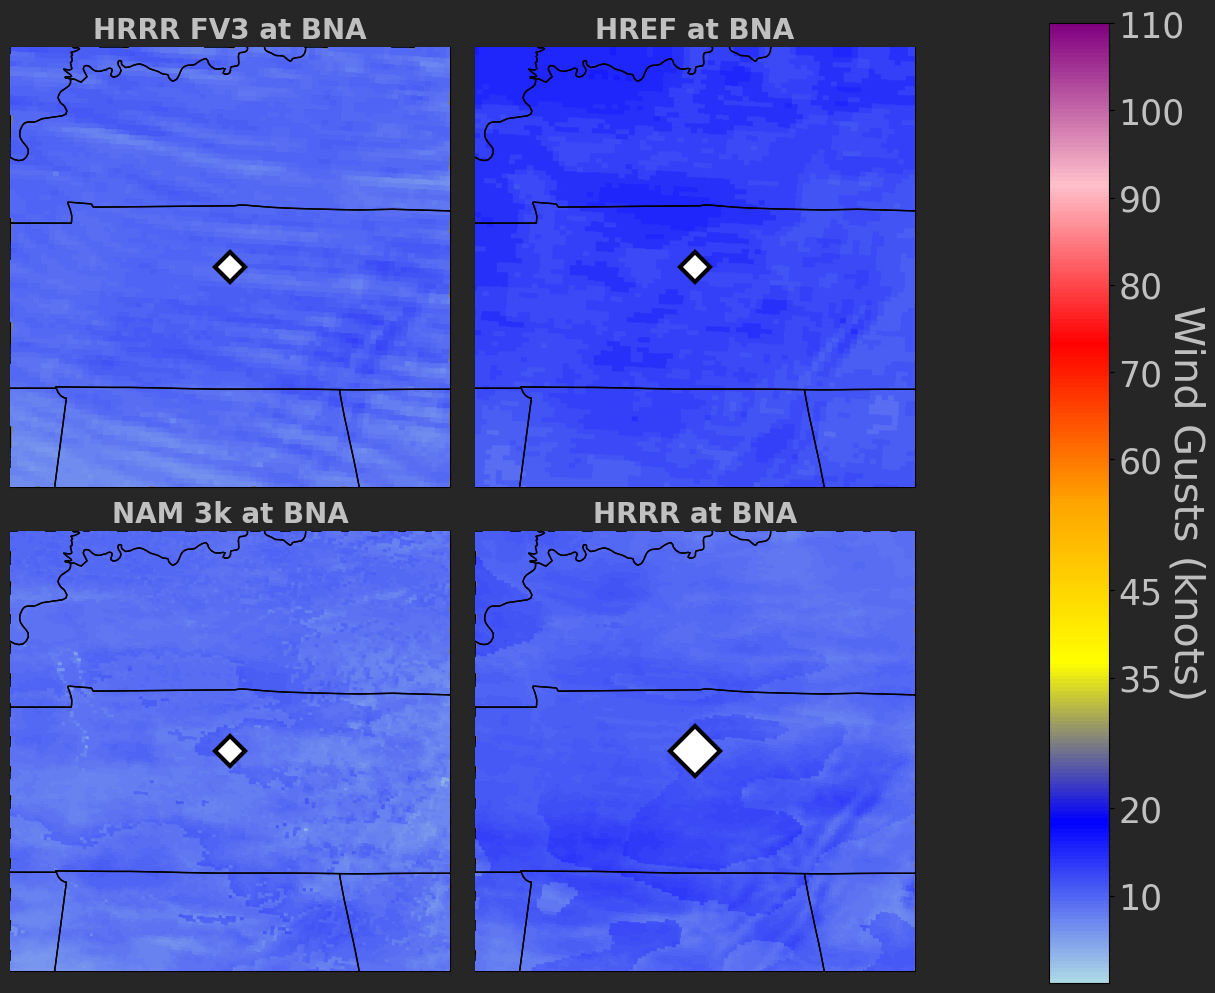 HRRR FV3 at BNA
HREF at BNA
NAM 3k at BNA
HRRR at BNA
110
100
90
80
70
60
45
35
20
10
Wind Gusts (knots)